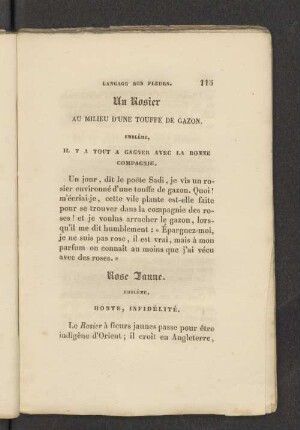 LANGAGE DES FLEURS. 115
Un Rosier
AU MILIEU D'UNE TOUFFE DE GAZON.
EMBLÈME,
IL Y A TOUT A GAGNER AVEC LA BONNE
COMPAGNIE.
Un jour, dit le poëte Sadi, je vis un ro-
sier environné d'une touffe de gazon. Quoi!
m'écriai-je, cette vile plante est-elle faite
pour se trouver dans la compagnie des ro-
ses! et je voulus arracher le gazon, lors-
qu'il me dit humblement : « Épargnez-moi,
je ne suis pas rose, il est vrai, mais à mon
parfum on connaît au moins que j'ai vécu
avec des roses. »
Rose Jaune.
EMBLÈME,
HONTE, INFIDÉLITÉ.
Le Rosier à fleurs jaunes passe pour être
indigène d'Orient; il croît en Angleterre,